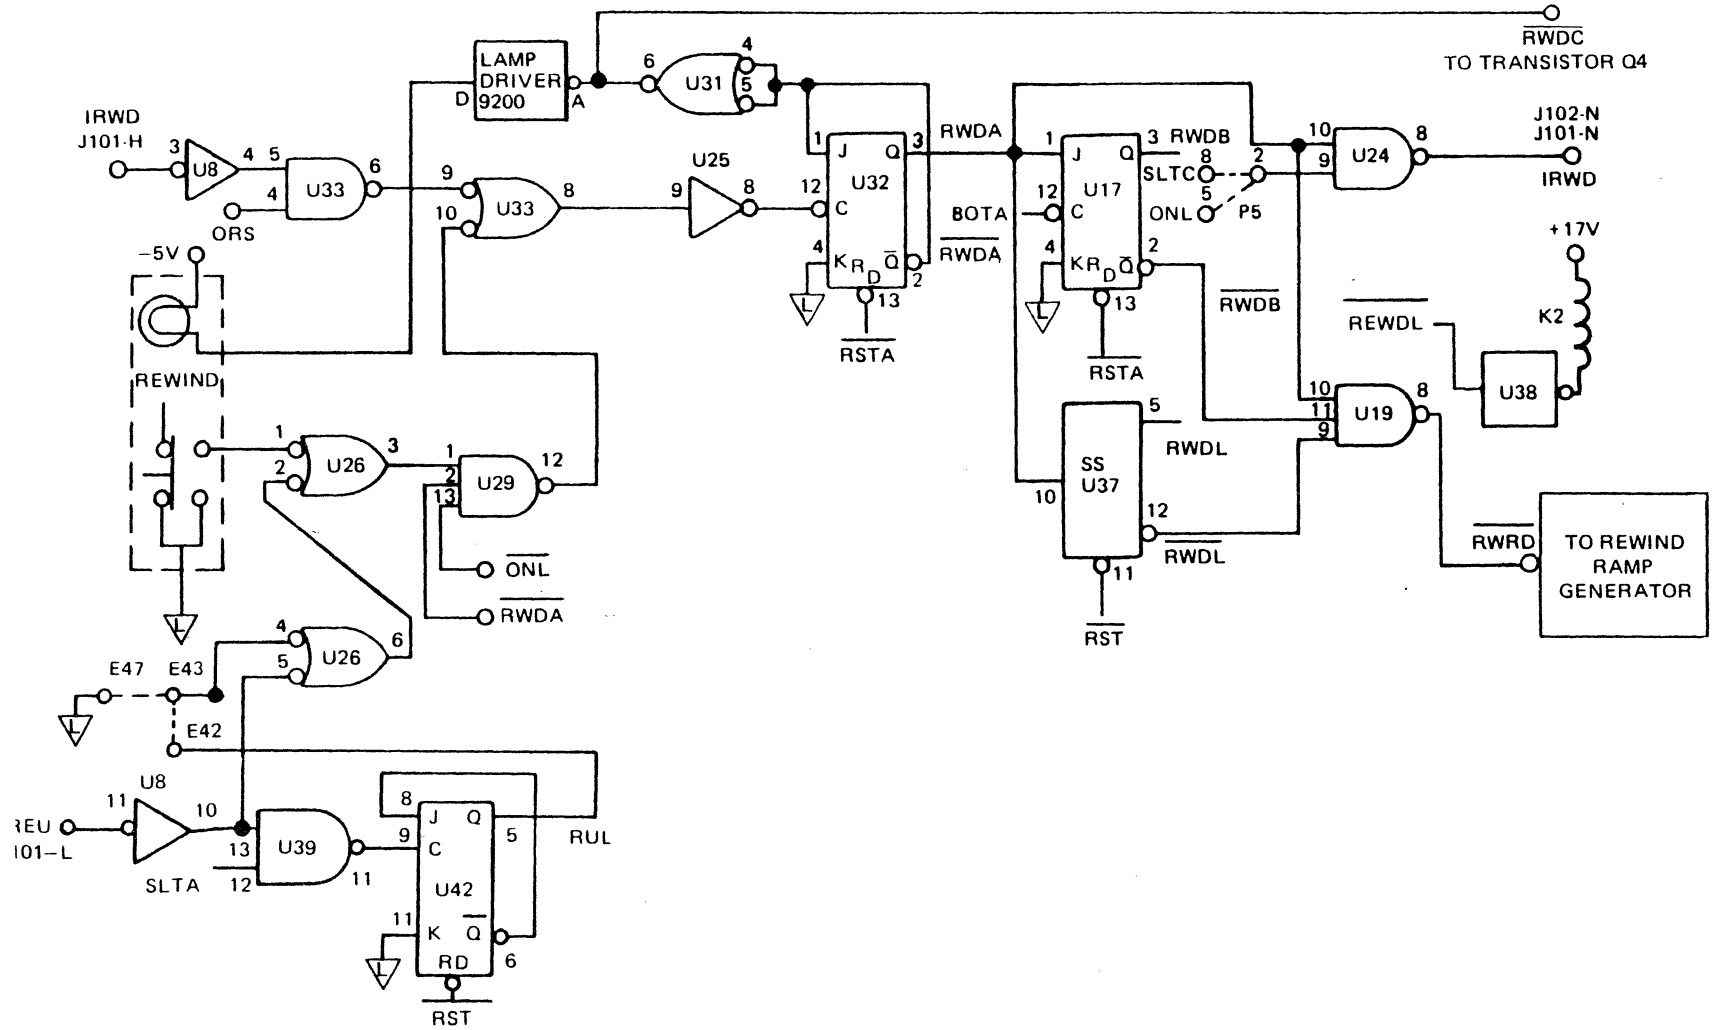 RWDC
TO TRANSISTOR Q4
LAMP
DRIVER
9200
D
A
6
U31
4
5
IRWD
J101-H
3
U8
4
5
4
U33
6
ORS
9
10
U33
8
U25
9
8
1
J
Q
3
U32
12
C
4
K
RD
Q
2
13
RSTA
RWDA
RWDA
1
J
Q
3
RWDB
U17
12
BOTA
C
4
K
RD
Q
2
13
RSTA
RWDB
8
SLTC
5
ONL
2
P5
10
9
U24
8
J102-N
J101-N
IRWD
+17V
K2
REWDL
U38
-5V
REWIND
1
2
U26
3
1
2
13
U29
12
ONL
RWDA
SS
U37
5
RWDL
10
12
RWDL
11
RST
10
11
9
U19
8
RWRD
TO REWIND
RAMP
GENERATOR
L
L
L
4
5
U26
6
E47
E43
E42
L
U8
11
10
REU
101-L
13
U39
SLTA
12
11
8
J
Q
5
RUL
9
C
U42
11
K
Q
6
RD
L
RST